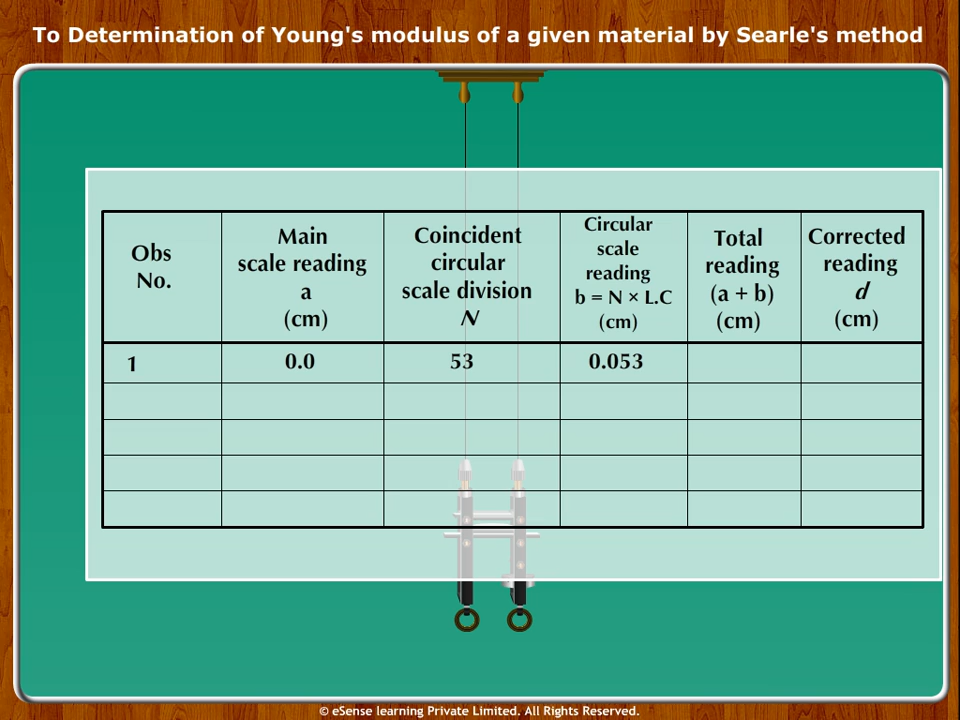 To Determination of Young's modulus of a given material by Searle's method
Obs
No.
Main
scale reading
a
(cm)
Coincident
circular
scale division
N
Circular
scale
reading
b = N × L.C
(cm)
Total
reading
(a + b)
(cm)
Corrected
reading
d
(cm)
1
0.0
53
0.053
© eSense learning Private Limited. All Rights Reserved.